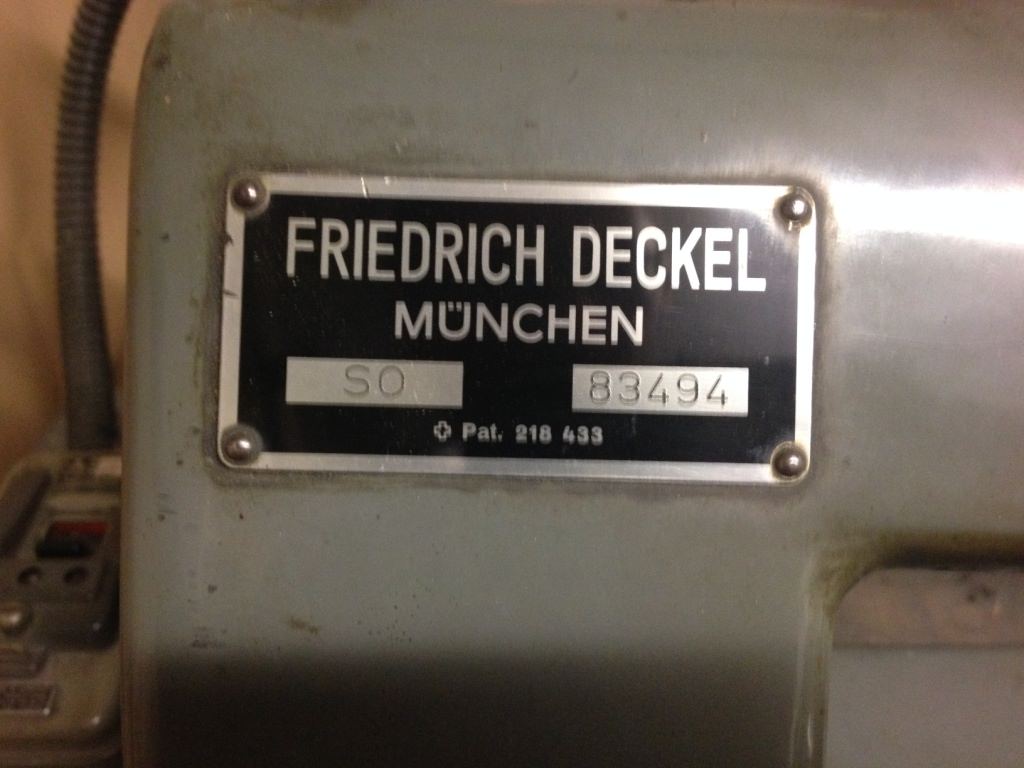 FRIEDRICH DECKEL
MÜNCHEN
SO 83494
✚ Pat. 218 433